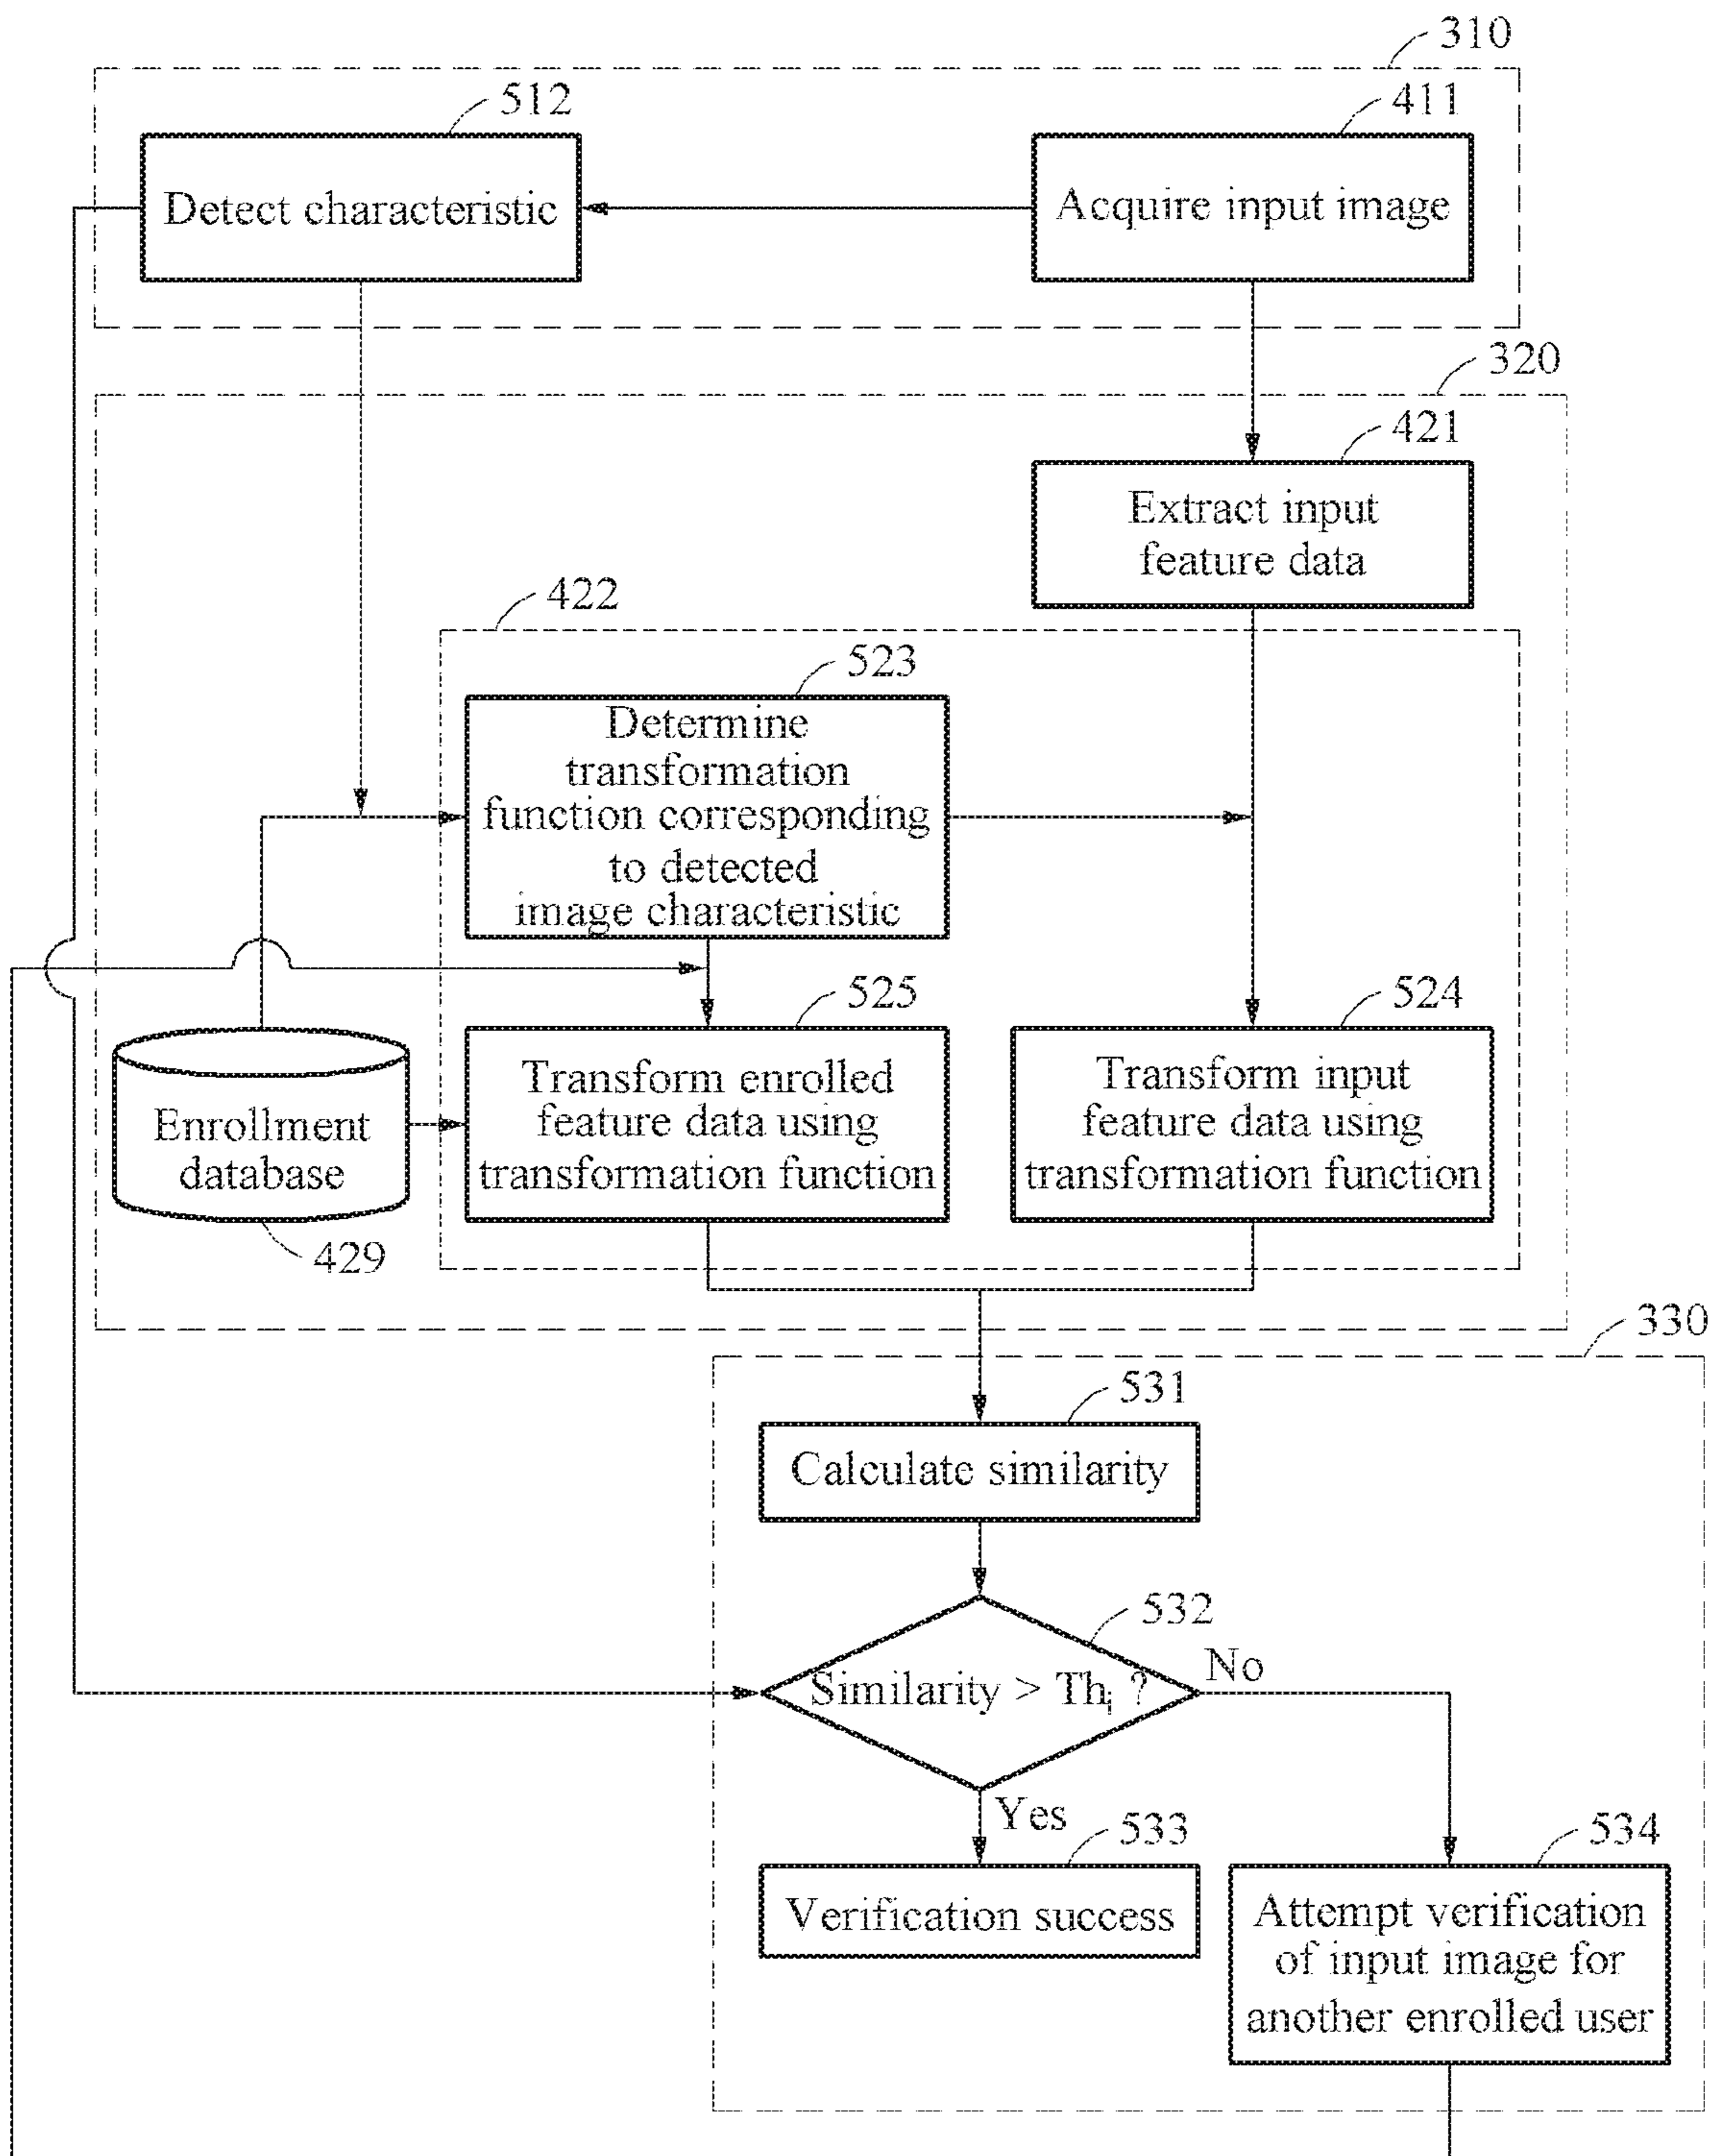 310
512
411
Detect characteristic
Acquire input image
320
421
Extract input
feature data
422
523
Determine
transformation
function corresponding
to detected
image characteristic
525
524
Transform enrolled
feature data using
transformation function
Transform input
feature data using
transformation function
Enrollment
database
429
330
531
Calculate similarity
532
Similarity > Thi ?
No
Yes
533
534
Verification success
Attempt verification
of input image for
another enrolled user